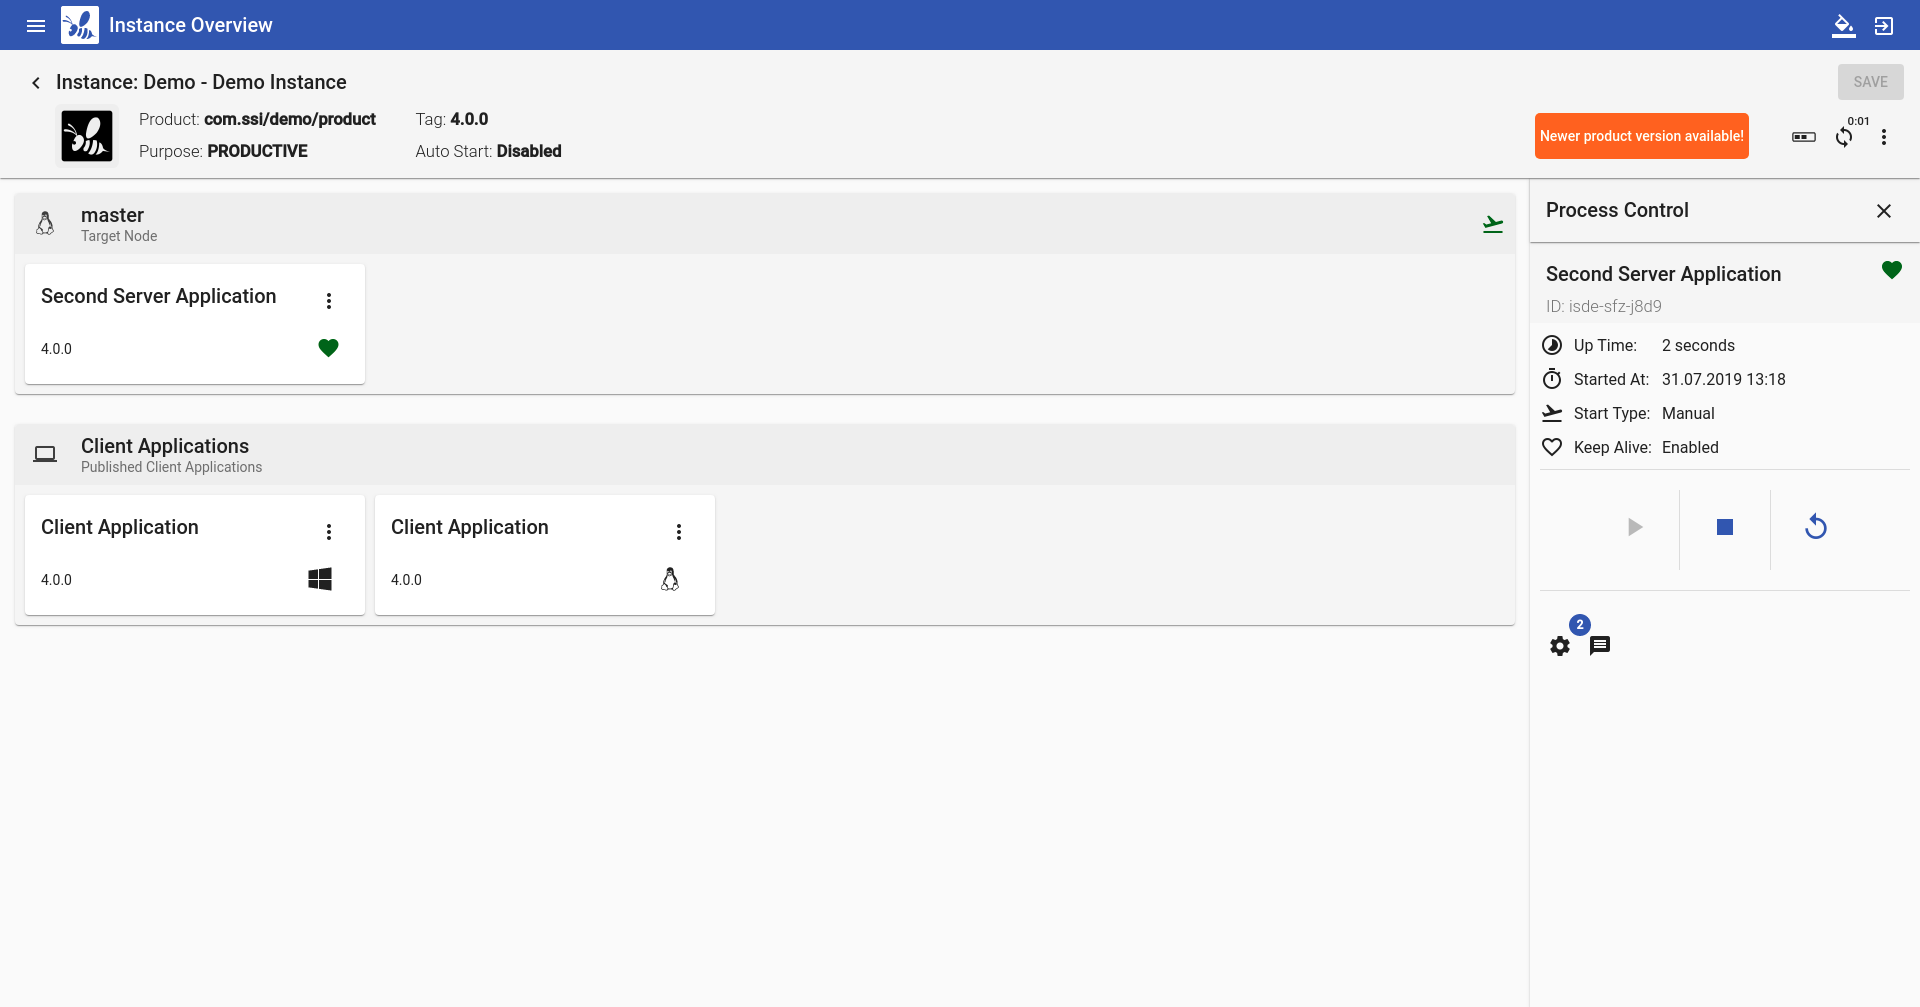 Instance Overview
Instance: Demo - Demo Instance
SAVE
Product: com.ssi/demo/product
Tag: 4.0.0
Purpose: PRODUCTIVE
Auto Start: Disabled
Newer product version available!
0:01
master
Target Node
Second Server Application
4.0.0
Client Applications
Published Client Applications
Client Application
4.0.0
Client Application
4.0.0
Process Control
Second Server Application
ID: isde-sfz-j8d9
Up Time: 2 seconds
Started At: 31.07.2019 13:18
Start Type: Manual
Keep Alive: Enabled
2